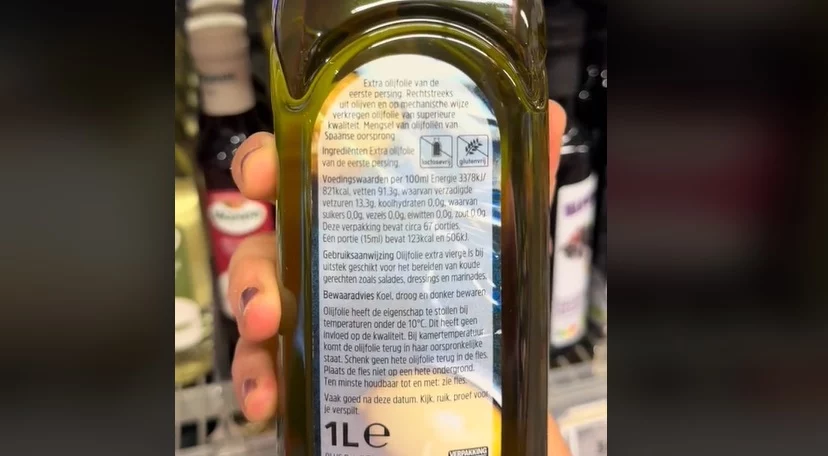 Extra olijfolie van de
eerste persing. Rechtstreeks
uit olijven en op mechanische wijze
verkregen olijfolie van superieure
kwaliteit. Mengsel van olijfoliën van
Spaanse oorsprong
Ingrediënten Extra olijfolie
van de eerste persing.
lactosevrij
glutenvrij
Voedingswaarden per 100ml Energie 3378kJ/
821kcal, vetten 91,3g, waarvan verzadigde
vetzuren 13,3g, koolhydraten 0,0g, waarvan
suikers 0,0g, vezels 0,0g, eiwitten 0,0g, zout 0,0g.
Deze verpakking bevat circa 67 porties.
Eén portie (15ml) bevat 123kcal en 506kJ.
Gebruiksaanwijzing Olijfolie extra vierge is bij
uitstek geschikt voor het bereiden van koude
gerechten zoals salades, dressings en marinades.
Bewaaradvies Koel, droog en donker bewaren
Olijfolie heeft de eigenschap te stollen bij
temperaturen onder de 10°C. Dit heeft geen
invloed op de kwaliteit. Bij kamertemperatuur
komt de olijfolie terug in haar oorspronkelijke
staat. Schenk geen hete olijfolie terug in de fles.
Plaats de fles niet op een hete ondergrond.
Ten minste houdbaar tot en met: zie fles.
Vaak goed na deze datum. Kijk, ruik, proef voor
je verspilt.
1L e
VERPAKKING